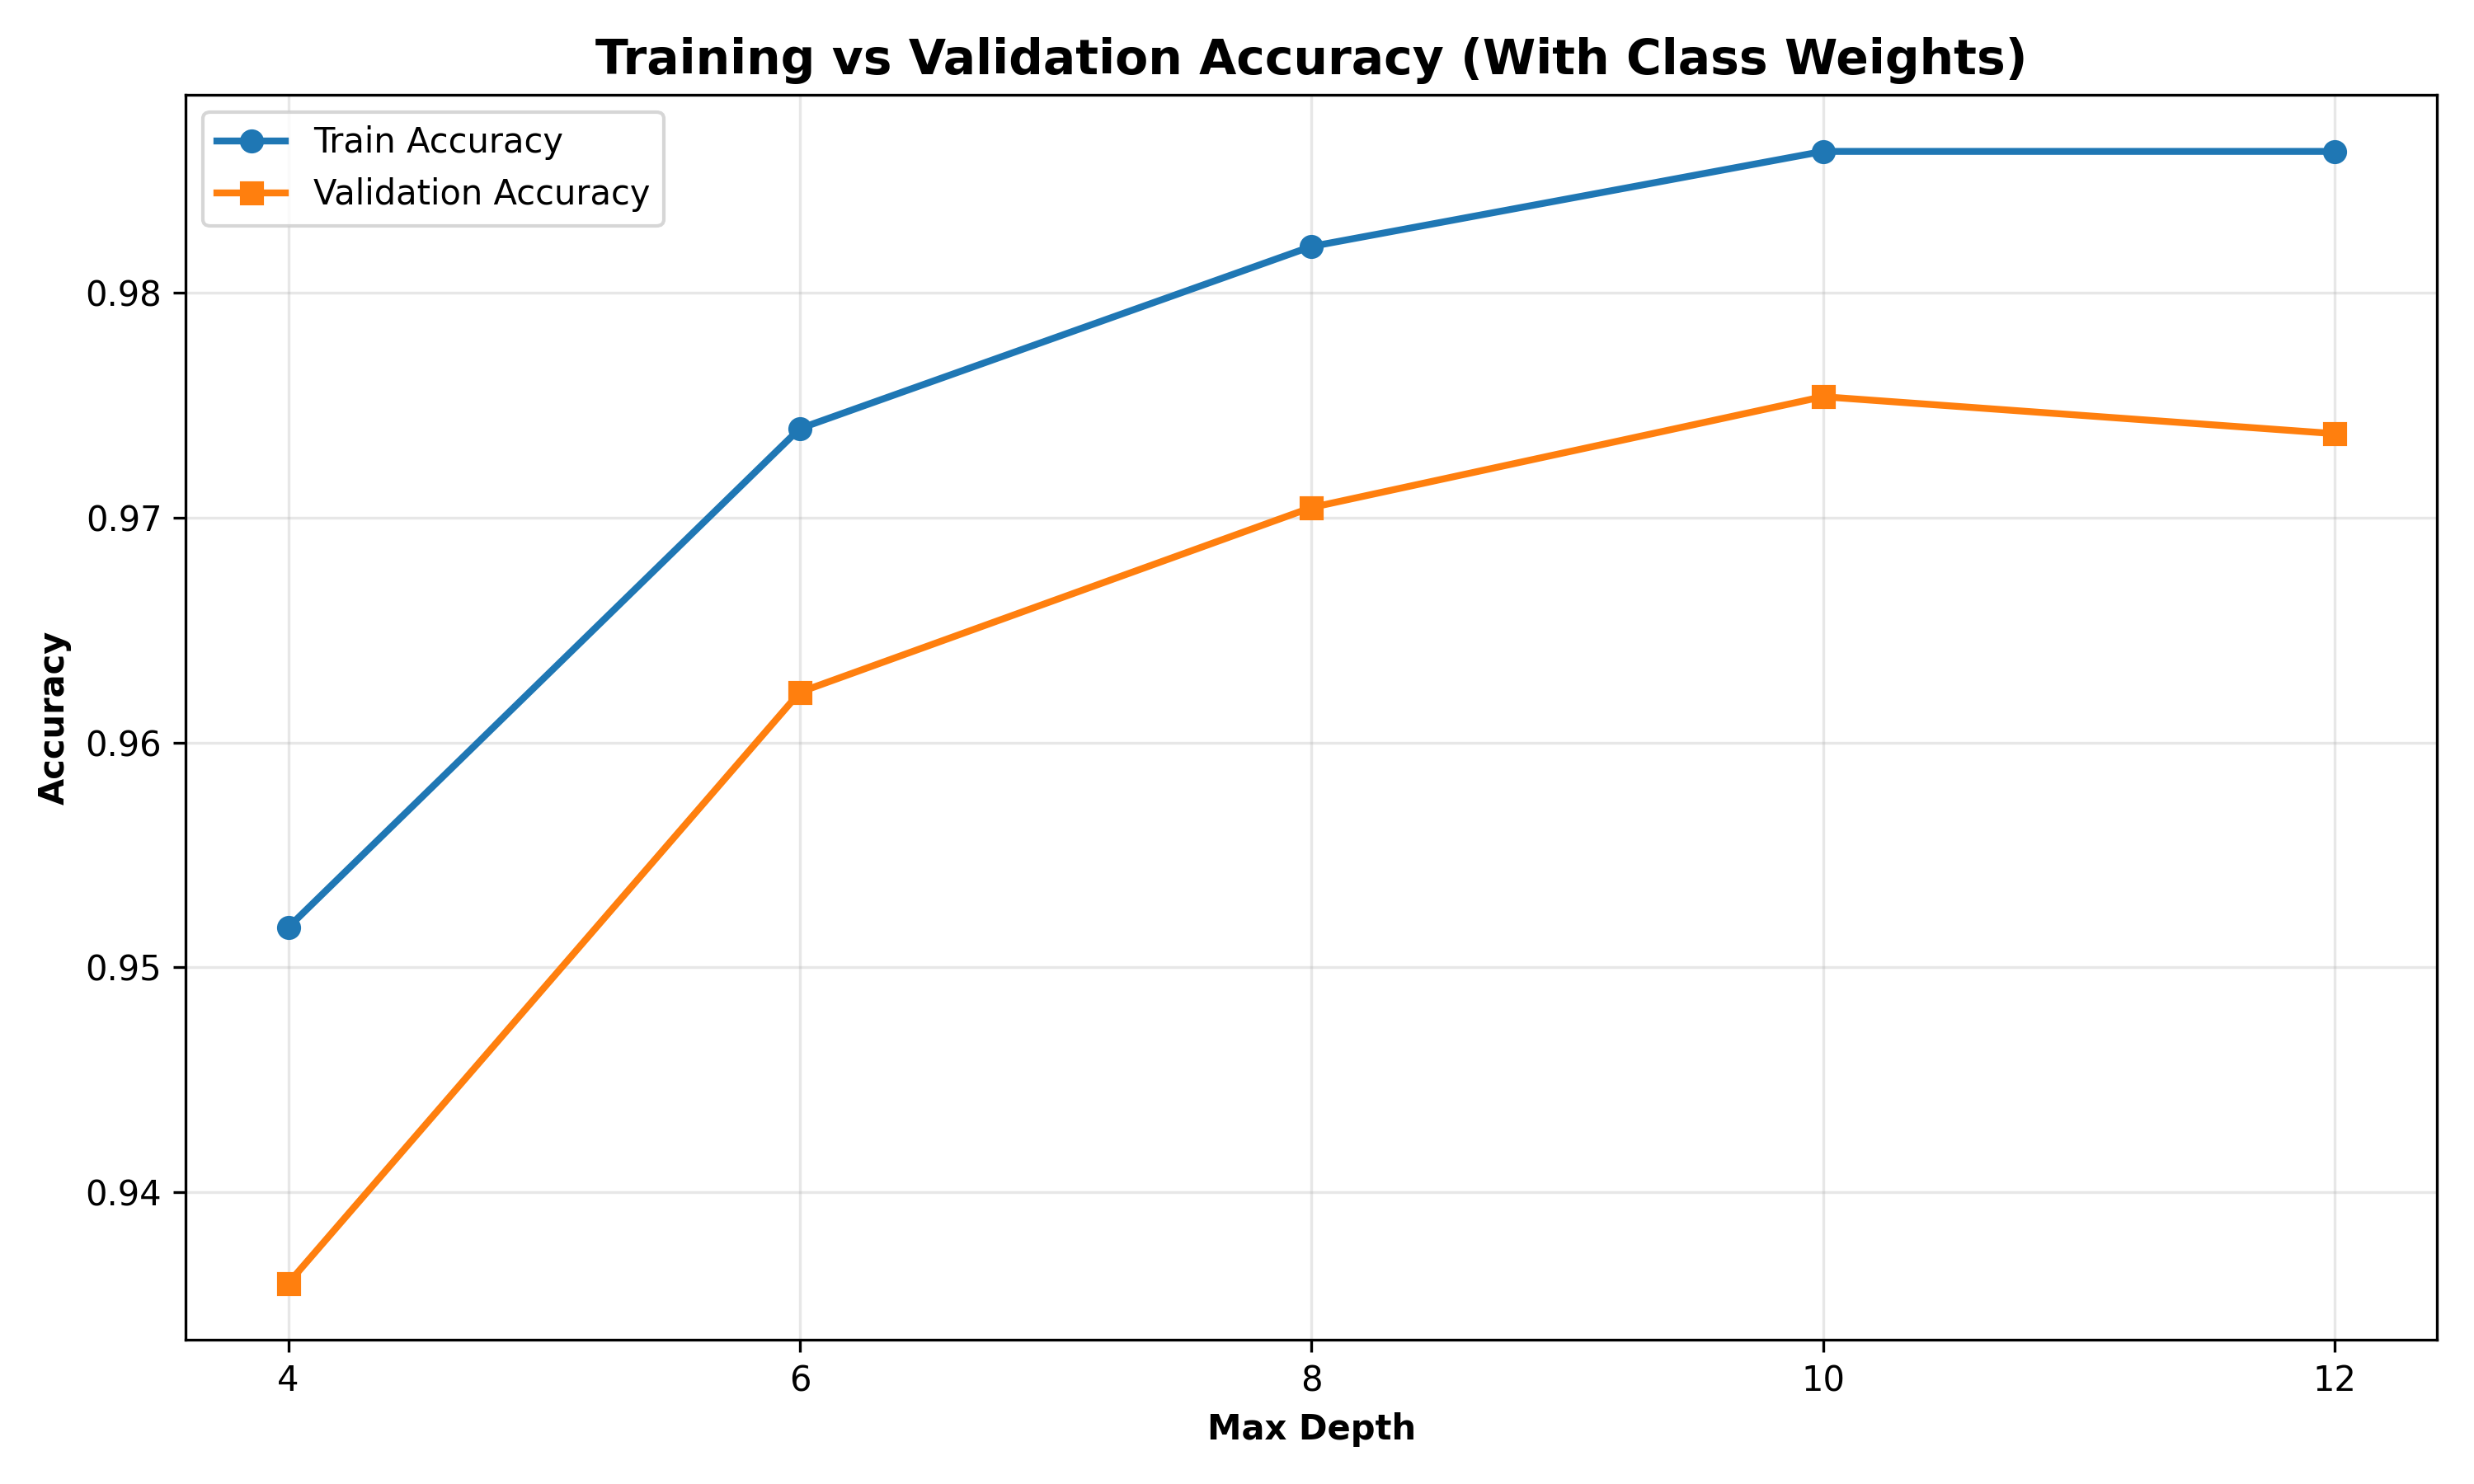 Training vs Validation Accuracy (With Class Weights)
Train Accuracy
Validation Accuracy
0.98
0.97
0.96
0.95
0.94
Accuracy
4 6 8 10 12
Max Depth